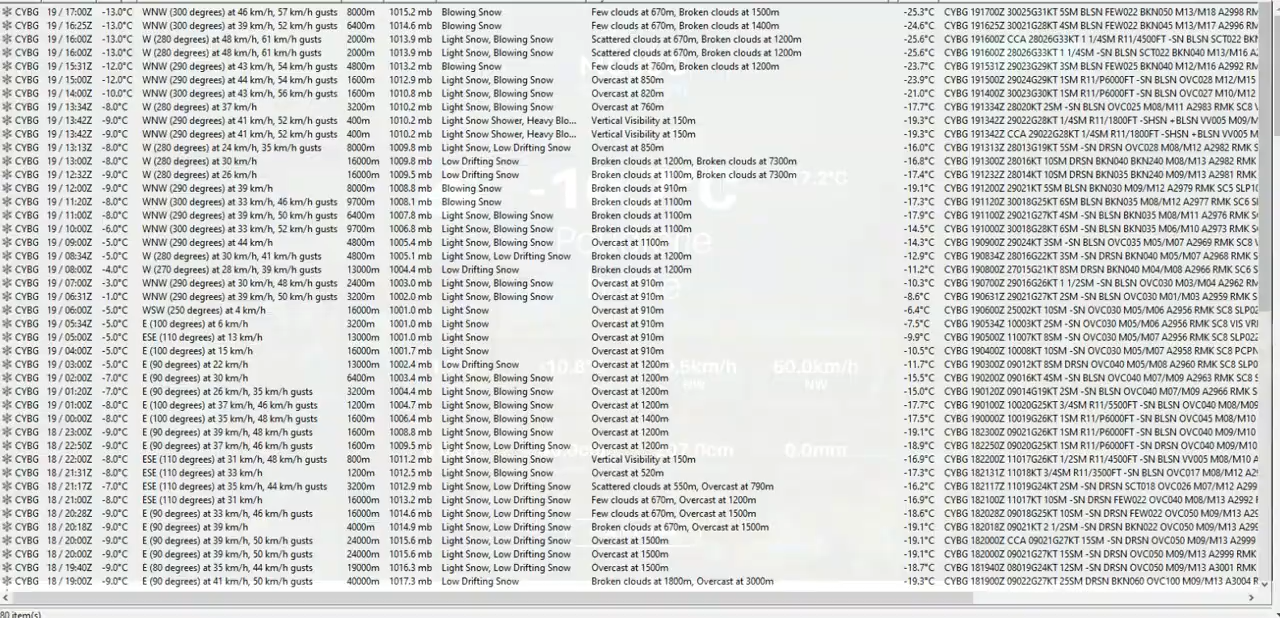 CYBG 19 / 17:00Z -13.0°C WNW (300 degrees) at 46 km/h, 57 km/h gusts 8000m 1015.2 mb Blowing Snow Few clouds at 670m, Broken clouds at 1500m -25.3°C CYBG 191700Z 30025G31KT 5SM BLSN FEW022 BKN050 M13/M18 A2998 RM
CYBG 19 / 16:25Z -13.0°C WNW (300 degrees) at 39 km/h, 52 km/h gusts 6400m 1014.6 mb Blowing Snow Few clouds at 670m, Broken clouds at 1400m -24.6°C CYBG 191625Z 30021G28KT 4SM BLSN FEW022 BKN045 M13/M17 A2996 RM
CYBG 19 / 16:00Z -13.0°C W (280 degrees) at 48 km/h, 61 km/h gusts 2000m 1013.9 mb Light Snow, Blowing Snow Scattered clouds at 670m, Broken clouds at 1200m -25.6°C CYBG 191600Z CCA 28026G33KT 1 1/4SM -SN BLSN SCT022 BKN
CYBG 19 / 16:00Z -13.0°C W (280 degrees) at 48 km/h, 61 km/h gusts 2000m 1013.9 mb Light Snow, Blowing Snow Scattered clouds at 670m, Broken clouds at 1200m -25.6°C CYBG 191600Z 28026G33KT 1 1/4SM -SN BLSN SCT022 BKN040 M13/M16 A2
CYBG 19 / 15:31Z -12.0°C WNW (290 degrees) at 43 km/h, 54 km/h gusts 4800m 1013.2 mb Blowing Snow Few clouds at 760m, Broken clouds at 1200m -23.7°C CYBG 191531Z 29023G29KT 3SM BLSN FEW025 BKN040 M12/M16 A2992 RM
CYBG 19 / 15:00Z -12.0°C WNW (290 degrees) at 44 km/h, 54 km/h gusts 1600m 1012.9 mb Light Snow, Blowing Snow Overcast at 850m -23.9°C CYBG 191500Z 29024G29KT 1SM R11/P6000FT -SN BLSN OVC028 M12/M15
CYBG 19 / 14:00Z -10.0°C WNW (300 degrees) at 43 km/h, 56 km/h gusts 1600m 1010.8 mb Light Snow, Blowing Snow Overcast at 820m -21.0°C CYBG 191400Z 30023G30KT 1SM R11/P6000FT -SN BLSN OVC027 M10/M12
CYBG 19 / 13:34Z -8.0°C W (280 degrees) at 37 km/h 3200m 1010.2 mb Light Snow, Blowing Snow Overcast at 760m -17.7°C CYBG 191334Z 28020KT 2SM -SN BLSN OVC025 M08/M11 A2983 RMK SC8 V
CYBG 19 / 13:42Z -9.0°C WNW (290 degrees) at 41 km/h, 52 km/h gusts 400m 1010.2 mb Light Snow Shower, Heavy Blo... Vertical Visibility at 150m -19.3°C CYBG 191342Z 29022G28KT 1/4SM R11/1800FT -SHSN +BLSN VV005 M09
CYBG 19 / 13:42Z -9.0°C WNW (290 degrees) at 41 km/h, 52 km/h gusts 400m 1010.2 mb Light Snow Shower, Heavy Blo... Vertical Visibility at 150m -19.3°C CYBG 191342Z CCA 29022G28KT 1/4SM R11/1800FT -SHSN +BLSN VV005 M
CYBG 19 / 13:13Z -8.0°C W (280 degrees) at 24 km/h, 35 km/h gusts 8000m 1009.8 mb Light Snow, Low Drifting Snow Overcast at 850m -16.0°C CYBG 191313Z 28013G19KT 5SM -SN DRSN OVC028 M08/M12 A2982 RMK S
CYBG 19 / 13:00Z -8.0°C W (280 degrees) at 30 km/h 16000m 1009.8 mb Low Drifting Snow Broken clouds at 1200m, Broken clouds at 7300m -16.8°C CYBG 191300Z 28016KT 10SM DRSN BKN040 BKN240 M08/M13 A2982 RMK
CYBG 19 / 12:32Z -9.0°C W (280 degrees) at 26 km/h 16000m 1009.5 mb Low Drifting Snow Broken clouds at 1100m, Broken clouds at 7300m -17.4°C CYBG 191232Z 28014KT 10SM DRSN BKN035 BKN240 M09/M13 A2981 RMK
CYBG 19 / 12:00Z -9.0°C WNW (290 degrees) at 39 km/h 8000m 1008.8 mb Blowing Snow Broken clouds at 910m -19.1°C CYBG 191200Z 29021KT 5SM BLSN BKN030 M09/M12 A2979 RMK SC5 SLP10
CYBG 19 / 11:20Z -8.0°C WNW (300 degrees) at 33 km/h, 46 km/h gusts 9700m 1008.1 mb Blowing Snow Broken clouds at 1100m -17.3°C CYBG 191120Z 30018G25KT 6SM BLSN BKN035 M08/M12 A2977 RMK SC6 S
CYBG 19 / 11:00Z -8.0°C WNW (290 degrees) at 39 km/h, 50 km/h gusts 6400m 1007.8 mb Light Snow, Blowing Snow Broken clouds at 1100m -17.9°C CYBG 191100Z 29021G27KT 4SM -SN BLSN BKN035 M08/M11 A2976 RMK S
CYBG 19 / 10:00Z -6.0°C WNW (300 degrees) at 33 km/h, 52 km/h gusts 9700m 1006.8 mb Light Snow, Blowing Snow Broken clouds at 1100m -14.5°C CYBG 191000Z 30018G28KT 6SM -SN BLSN BKN035 M06/M10 A2973 RMK S
CYBG 19 / 09:00Z -5.0°C WNW (290 degrees) at 44 km/h 4800m 1005.4 mb Light Snow, Blowing Snow Overcast at 1100m -14.3°C CYBG 190900Z 29024KT 3SM -SN BLSN OVC035 M05/M07 A2969 RMK SC8 V
CYBG 19 / 08:34Z -5.0°C W (280 degrees) at 30 km/h, 41 km/h gusts 4800m 1005.1 mb Light Snow, Low Drifting Snow Broken clouds at 1200m -12.9°C CYBG 190834Z 28016G22KT 3SM -SN DRSN BKN040 M05/M07 A2968 RMK S
CYBG 19 / 08:00Z -4.0°C W (270 degrees) at 28 km/h, 39 km/h gusts 13000m 1004.4 mb Low Drifting Snow Broken clouds at 1200m -11.2°C CYBG 190800Z 27015G21KT 8SM DRSN BKN040 M04/M08 A2966 RMK SC6 S
CYBG 19 / 07:00Z -3.0°C WNW (290 degrees) at 30 km/h, 48 km/h gusts 2400m 1003.0 mb Light Snow, Blowing Snow Overcast at 910m -10.3°C CYBG 190700Z 29016G26KT 1 1/2SM -SN BLSN OVC030 M03/M04 A2962 RM
CYBG 19 / 06:31Z -1.0°C WNW (290 degrees) at 39 km/h, 50 km/h gusts 3200m 1002.0 mb Light Snow, Blowing Snow Overcast at 910m -8.6°C CYBG 190631Z 29021G27KT 2SM -SN BLSN OVC030 M01/M03 A2959 RMK S
CYBG 19 / 06:00Z -5.0°C WSW (250 degrees) at 4 km/h 16000m 1001.0 mb Light Snow Overcast at 910m -6.4°C CYBG 190600Z 25002KT 10SM -SN OVC030 M05/M07 A2956 RMK SC8 SLP02
CYBG 19 / 05:34Z -5.0°C E (100 degrees) at 6 km/h 3200m 1001.0 mb Light Snow Overcast at 910m -7.5°C CYBG 190534Z 10003KT 2SM -SN OVC030 M05/M06 A2956 RMK SC8 VIS VRI
CYBG 19 / 05:00Z -5.0°C ESE (110 degrees) at 13 km/h 13000m 1001.0 mb Light Snow Overcast at 910m -9.9°C CYBG 190500Z 11007KT 8SM -SN OVC030 M05/M07 A2956 RMK SC8 SLP022
CYBG 19 / 04:00Z -5.0°C E (100 degrees) at 15 km/h 16000m 1001.7 mb Light Snow Overcast at 910m -10.5°C CYBG 190400Z 10008KT 10SM -SN OVC030 M05/M07 A2958 RMK SC8 PCPN
CYBG 19 / 03:00Z -5.0°C E (90 degrees) at 22 km/h 13000m 1002.4 mb Low Drifting Snow Overcast at 1200m -11.7°C CYBG 190300Z 09012KT 8SM DRSN OVC040 M05/M08 A2960 RMK SC8 SLP0
CYBG 19 / 02:00Z -7.0°C E (90 degrees) at 30 km/h 6400m 1003.4 mb Light Snow, Blowing Snow Overcast at 1200m -15.5°C CYBG 190200Z 09016KT 4SM -SN BLSN OVC040 M07/M09 A2963 RMK SC8 S
CYBG 19 / 01:20Z -7.0°C E (90 degrees) at 26 km/h, 35 km/h gusts 3200m 1004.4 mb Light Snow, Blowing Snow Overcast at 1200m -15.0°C CYBG 190120Z 09014G19KT 2SM -SN BLSN OVC040 M07/M09 A2966 RMK S
CYBG 19 / 01:00Z -8.0°C E (100 degrees) at 37 km/h, 46 km/h gusts 1200m 1004.7 mb Light Snow, Blowing Snow Overcast at 1200m -17.7°C CYBG 190100Z 10020G25KT 3/4SM R11/5500FT -SN BLSN OVC040 M08/M09
CYBG 19 / 00:00Z -8.0°C E (100 degrees) at 35 km/h, 48 km/h gusts 1600m 1006.4 mb Light Snow, Blowing Snow Overcast at 1400m -17.5°C CYBG 190000Z 10019G26KT 1SM R11/P6000FT -SN BLSN OVC045 M08/M10
CYBG 18 / 23:00Z -9.0°C E (90 degrees) at 39 km/h, 48 km/h gusts 1600m 1008.8 mb Light Snow, Blowing Snow Overcast at 1200m -19.1°C CYBG 182300Z 09021G26KT 1SM R11/P6000FT -SN BLSN OVC040 M09/M10
CYBG 18 / 22:50Z -9.0°C E (90 degrees) at 37 km/h, 46 km/h gusts 1600m 1009.5 mb Light Snow, Low Drifting Snow Overcast at 1200m -18.9°C CYBG 182250Z 09020G25KT 1SM R11/P6000FT -SN DRSN OVC040 M09/M10
CYBG 18 / 22:00Z -8.0°C ESE (110 degrees) at 31 km/h, 48 km/h gusts 800m 1011.2 mb Light Snow, Low Drifting Snow Vertical Visibility at 150m -16.9°C CYBG 182200Z 11017G26KT 1/2SM R11/2800FT -SN DRSN VV005 M08/M10 A
CYBG 18 / 21:31Z -8.0°C ESE (110 degrees) at 33 km/h 1200m 1012.5 mb Light Snow, Blowing Snow Overcast at 520m -17.3°C CYBG 182131Z 11018KT 3/4SM R11/3500FT -SN BLSN OVC017 M08/M12 A2
CYBG 18 / 21:17Z -7.0°C ESE (110 degrees) at 35 km/h, 44 km/h gusts 3200m 1012.9 mb Light Snow, Low Drifting Snow Scattered clouds at 550m, Overcast at 790m -16.2°C CYBG 182117Z 11019G24KT 2SM -SN DRSN SCT018 OVC026 M07/M12 A299
CYBG 18 / 21:00Z -8.0°C ESE (110 degrees) at 31 km/h 16000m 1013.2 mb Light Snow, Low Drifting Snow Few clouds at 670m, Overcast at 1200m -16.9°C CYBG 182100Z 11017KT 10SM -SN DRSN FEW022 OVC040 M08/M13 A2992 R
CYBG 18 / 20:28Z -9.0°C E (90 degrees) at 33 km/h, 46 km/h gusts 16000m 1014.6 mb Light Snow, Low Drifting Snow Few clouds at 670m, Overcast at 1500m -18.6°C CYBG 182028Z 09018G25KT 10SM -SN DRSN FEW022 OVC050 M09/M13 A29
CYBG 18 / 20:18Z -9.0°C E (90 degrees) at 39 km/h 4000m 1014.9 mb Low Drifting Snow Broken clouds at 670m, Overcast at 1500m -19.1°C CYBG 182018Z 09021KT 2 1/2SM DRSN BKN022 OVC050 M09/M13 A29
CYBG 18 / 20:00Z -9.0°C E (90 degrees) at 39 km/h, 50 km/h gusts 24000m 1015.6 mb Light Snow, Low Drifting Snow Overcast at 1500m -19.1°C CYBG 182000Z CCA 09021G27KT 15SM -SN DRSN OVC050 M09/M13 A2999
CYBG 18 / 20:00Z -9.0°C E (90 degrees) at 39 km/h, 50 km/h gusts 24000m 1015.6 mb Light Snow, Low Drifting Snow Overcast at 1500m -19.1°C CYBG 182000Z 09021G27KT 15SM -SN DRSN OVC050 M09/M13 A2999 RMK
CYBG 18 / 19:40Z -9.0°C E (80 degrees) at 35 km/h, 44 km/h gusts 19000m 1016.3 mb Light Snow, Low Drifting Snow Overcast at 1500m -18.7°C CYBG 181940Z 08019G24KT 12SM -SN DRSN OVC050 M09/M13 A3001 RMK
CYBG 18 / 19:00Z -9.0°C E (90 degrees) at 41 km/h, 50 km/h gusts 40000m 1017.3 mb Low Drifting Snow Broken clouds at 1800m, Overcast at 3000m -19.3°C CYBG 181900Z 09022G27KT 25SM DRSN BKN060 OVC100 M09/M13 A3004 R
80 item(s)